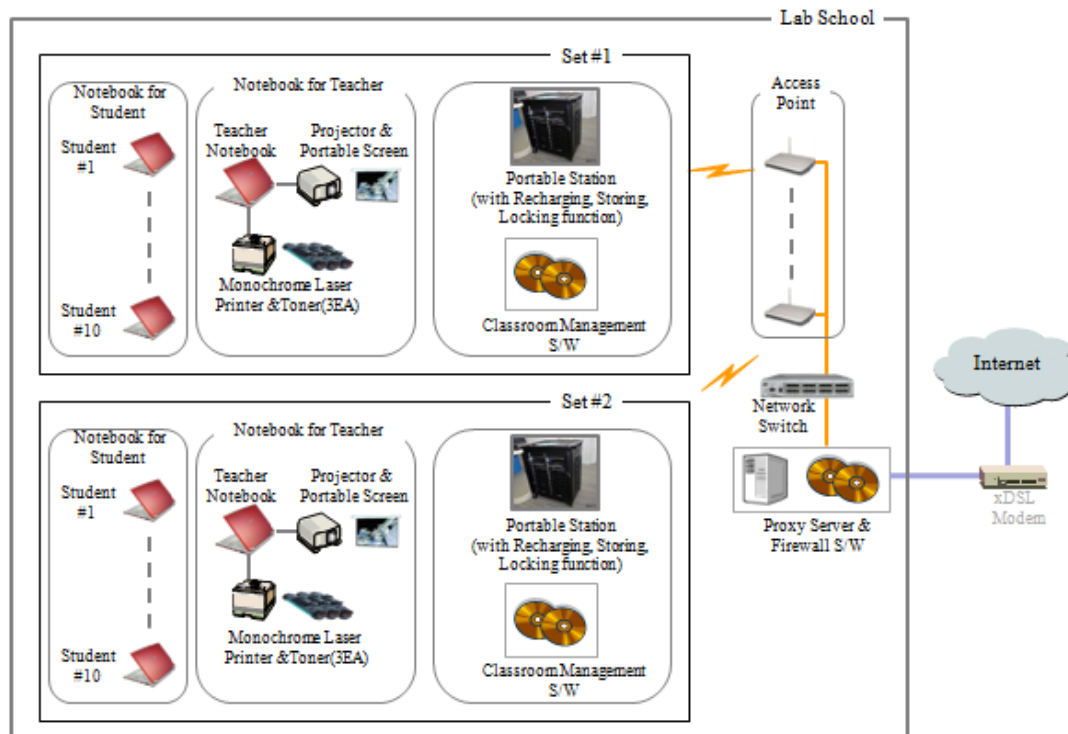 Lab School
Set #1
Notebook for
Student
Student
#1
Student
#10
Notebook for Teacher
Teacher
Notebook
Projector &
Portable Screen
Monochrome Laser
Printer &Toner(3EA)
Portable Station
(with Recharging, Storing,
Locking function)
Classroom Management
S/W
Access
Point
Set #2
Notebook for
Student
Student
#1
Student
#10
Notebook for Teacher
Teacher
Notebook
Projector &
Portable Screen
Monochrome Laser
Printer &Toner(3EA)
Portable Station
(with Recharging, Storing,
Locking function)
Classroom Management
S/W
Network
Switch
Proxy Server &
Firewall S/W
Internet
xDSL
Modem